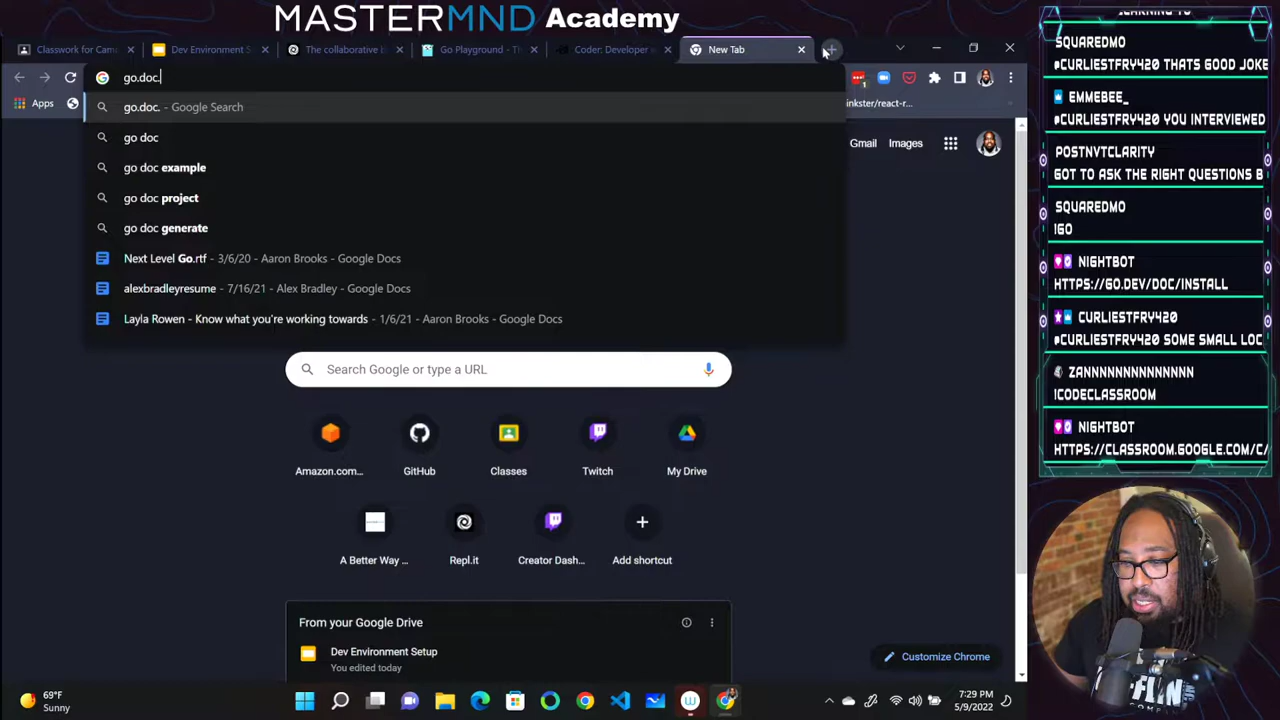 MASTERMND Academy
Classwork for Cam
Dev Environment S
The collaborative b
Go Playground - Th
Coder: Developer w
New Tab
go.doc.
Apps
inkster/react-r...
go.doc. - Google Search
go doc
go doc example
go doc project
go doc generate
Next Level Go.rtf - 3/6/20 - Aaron Brooks - Google Docs
alexbradleyresume - 7/16/21 - Alex Bradley - Google Docs
Layla Rowen - Know what you're working towards - 1/6/21 - Aaron Brooks - Google Docs
Gmail
Images
Search Google or type a URL
Amazon.com...
GitHub
Classes
Twitch
My Drive
A Better Way ...
Repl.it
Creator Dash...
Add shortcut
From your Google Drive
Dev Environment Setup
You edited today
Customize Chrome
69°F
Sunny
7:29 PM
5/9/2022
SQUAREDMO
@CURLIESTFRY420 THATS GOOD JOKE
EMMEBEE_
@CURLIESTFRY420 YOU INTERVIEWED
POSTNVTCLARITY
GOT TO ASK THE RIGHT QUESTIONS B
SQUAREDMO
!GO
NIGHTBOT
HTTPS://GO.DEV/DOC/INSTALL
CURLIESTFRY420
@CURLIESTFRY420 SOME SMALL LOC
ZANNNNNNNNNNNNN
!CODECLASSROOM
NIGHTBOT
HTTPS://CLASSROOM.GOOGLE.COM/C/